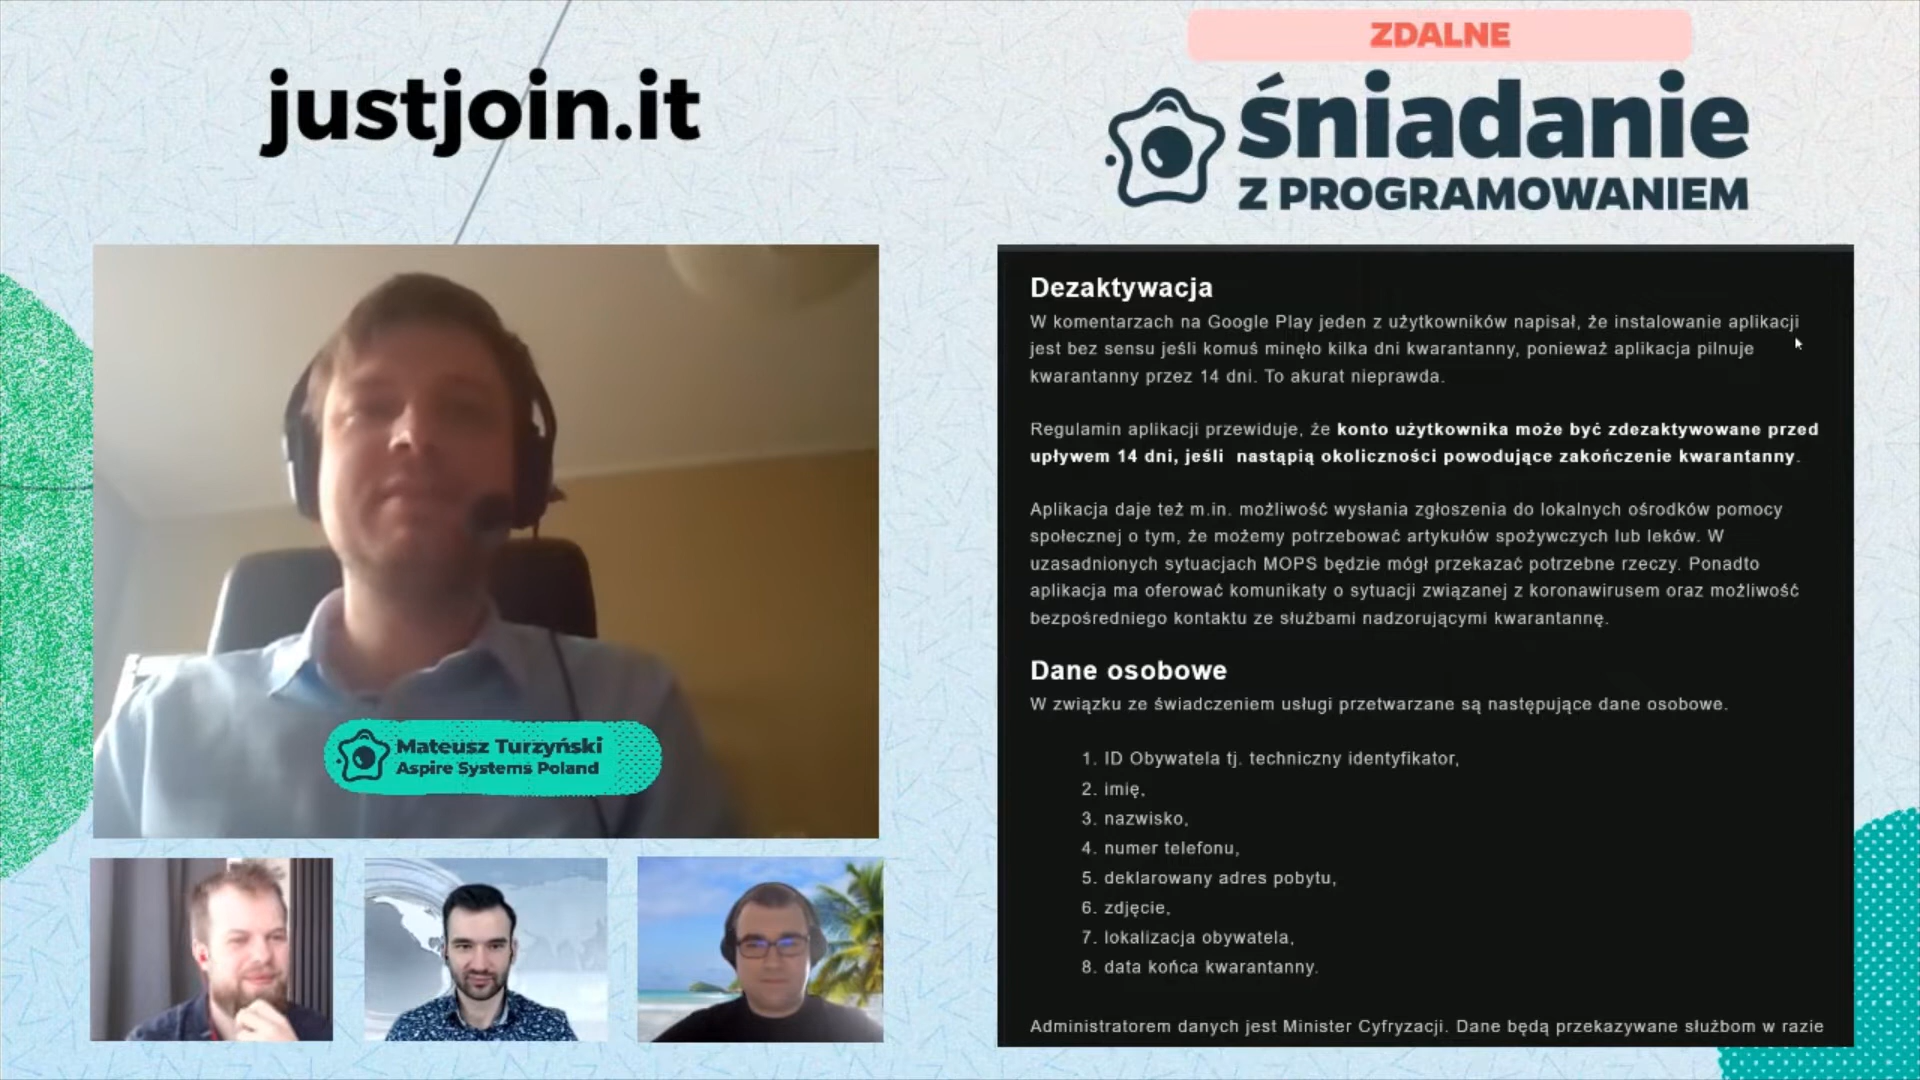 justjoin.it
ZDALNE
śniadanie
Z PROGRAMOWANIEM
Mateusz Turzyński
Aspire Systems Poland
Dezaktywacja
W komentarzach na Google Play jeden z użytkowników napisał, że instalowanie aplikacji
jest bez sensu jeśli komuś minęło kilka dni kwarantanny, ponieważ aplikacja pilnuje
kwarantanny przez 14 dni. To akurat nieprawda.
Regulamin aplikacji przewiduje, że konto użytkownika może być zdezaktywowane przed
upływem 14 dni, jeśli nastąpią okoliczności powodujące zakończenie kwarantanny.
Aplikacja daje też m.in. możliwość wysłania zgłoszenia do lokalnych ośrodków pomocy
społecznej o tym, że możemy potrzebować artykułów spożywczych lub leków. W
uzasadnionych sytuacjach MOPS będzie mógł przekazać potrzebne rzeczy. Ponadto
aplikacja ma oferować komunikaty o sytuacji związanej z koronawirusem oraz możliwość
bezpośredniego kontaktu ze służbami nadzorującymi kwarantannę.
Dane osobowe
W związku ze świadczeniem usługi przetwarzane są następujące dane osobowe.
1. ID Obywatela tj. techniczny identyfikator,
2. imię,
3. nazwisko,
4. numer telefonu,
5. deklarowany adres pobytu,
6. zdjęcie,
7. lokalizacja obywatela,
8. data końca kwarantanny.
Administratorem danych jest Minister Cyfryzacji. Dane będą przekazywane służbom w razie